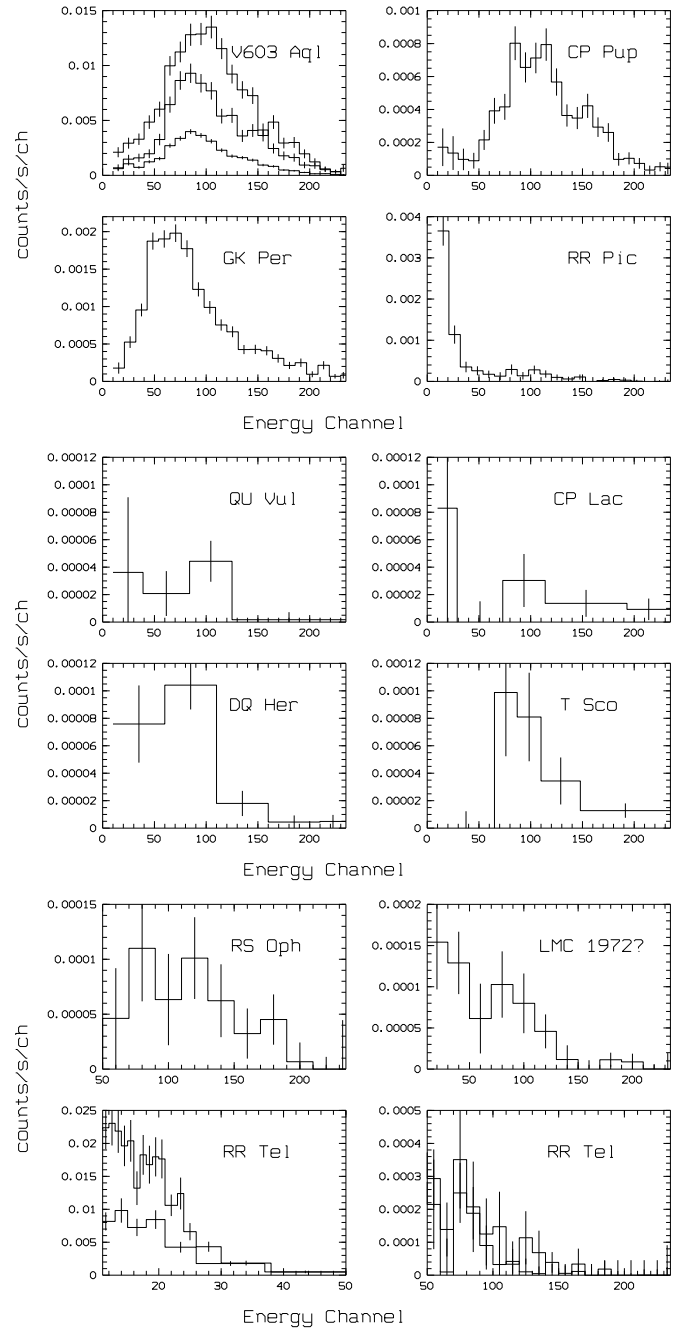 V603 Aql
CP Pup
0.015
0.01
0.005
0
0 50 100 150 200
0.001
0.0008
0.0006
0.0004
0.0002
0
0 50 100 150 200
counts/s/ch
GK Per
RR Pic
0.002
0.0015
0.001
0.0005
0
0 50 100 150 200
0.004
0.003
0.002
0.001
0
0 50 100 150 200
Energy Channel
QU Vul
CP Lac
0.00012
0.0001
0.00008
0.00006
0.00004
0.00002
0
0 50 100 150 200
0.00012
0.0001
0.00008
0.00006
0.00004
0.00002
0
0 50 100 150 200
counts/s/ch
DQ Her
T Sco
0.00012
0.0001
0.00008
0.00006
0.00004
0.00002
0
0 50 100 150 200
0.00012
0.0001
0.00008
0.00006
0.00004
0.00002
0
0 50 100 150 200
Energy Channel
RS Oph
LMC 1972?
0.00015
0.0001
0.00005
0
50 100 150 200
0.0002
0.00015
0.0001
0.00005
0
50 100 150 200
counts/s/ch
RR Tel
RR Tel
0.025
0.02
0.015
0.01
0.005
0
20 30 40 50
0.0005
0.0004
0.0003
0.0002
0.0001
0
50 100 150 200
Energy Channel